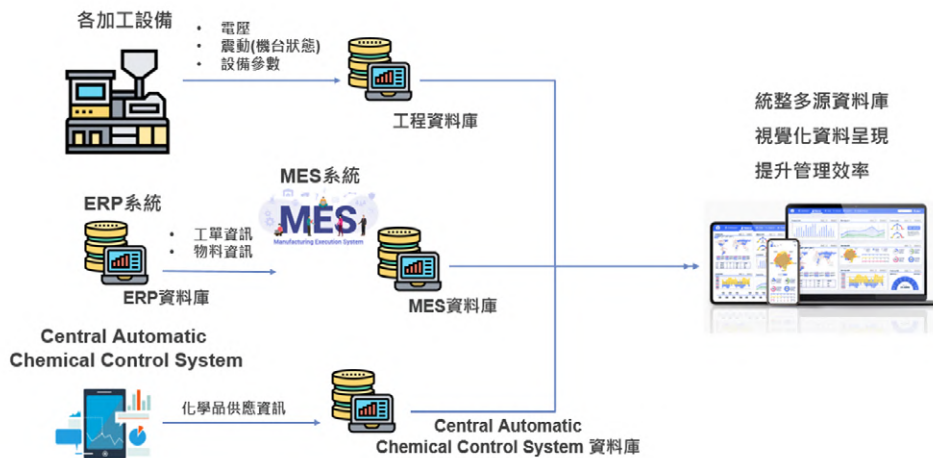 各加工設備
• 電壓
• 震動(機台狀態)
• 設備參數
工程資料庫
統整多源資料庫
視覺化資料呈現
提升管理效率
ERP系統
• 工單資訊
• 物料資訊
ERP資料庫
MES系統
MES
Manufacturing Execution System
MES資料庫
Central Automatic
Chemical Control System
化學品供應資訊
Central Automatic
Chemical Control System 資料庫